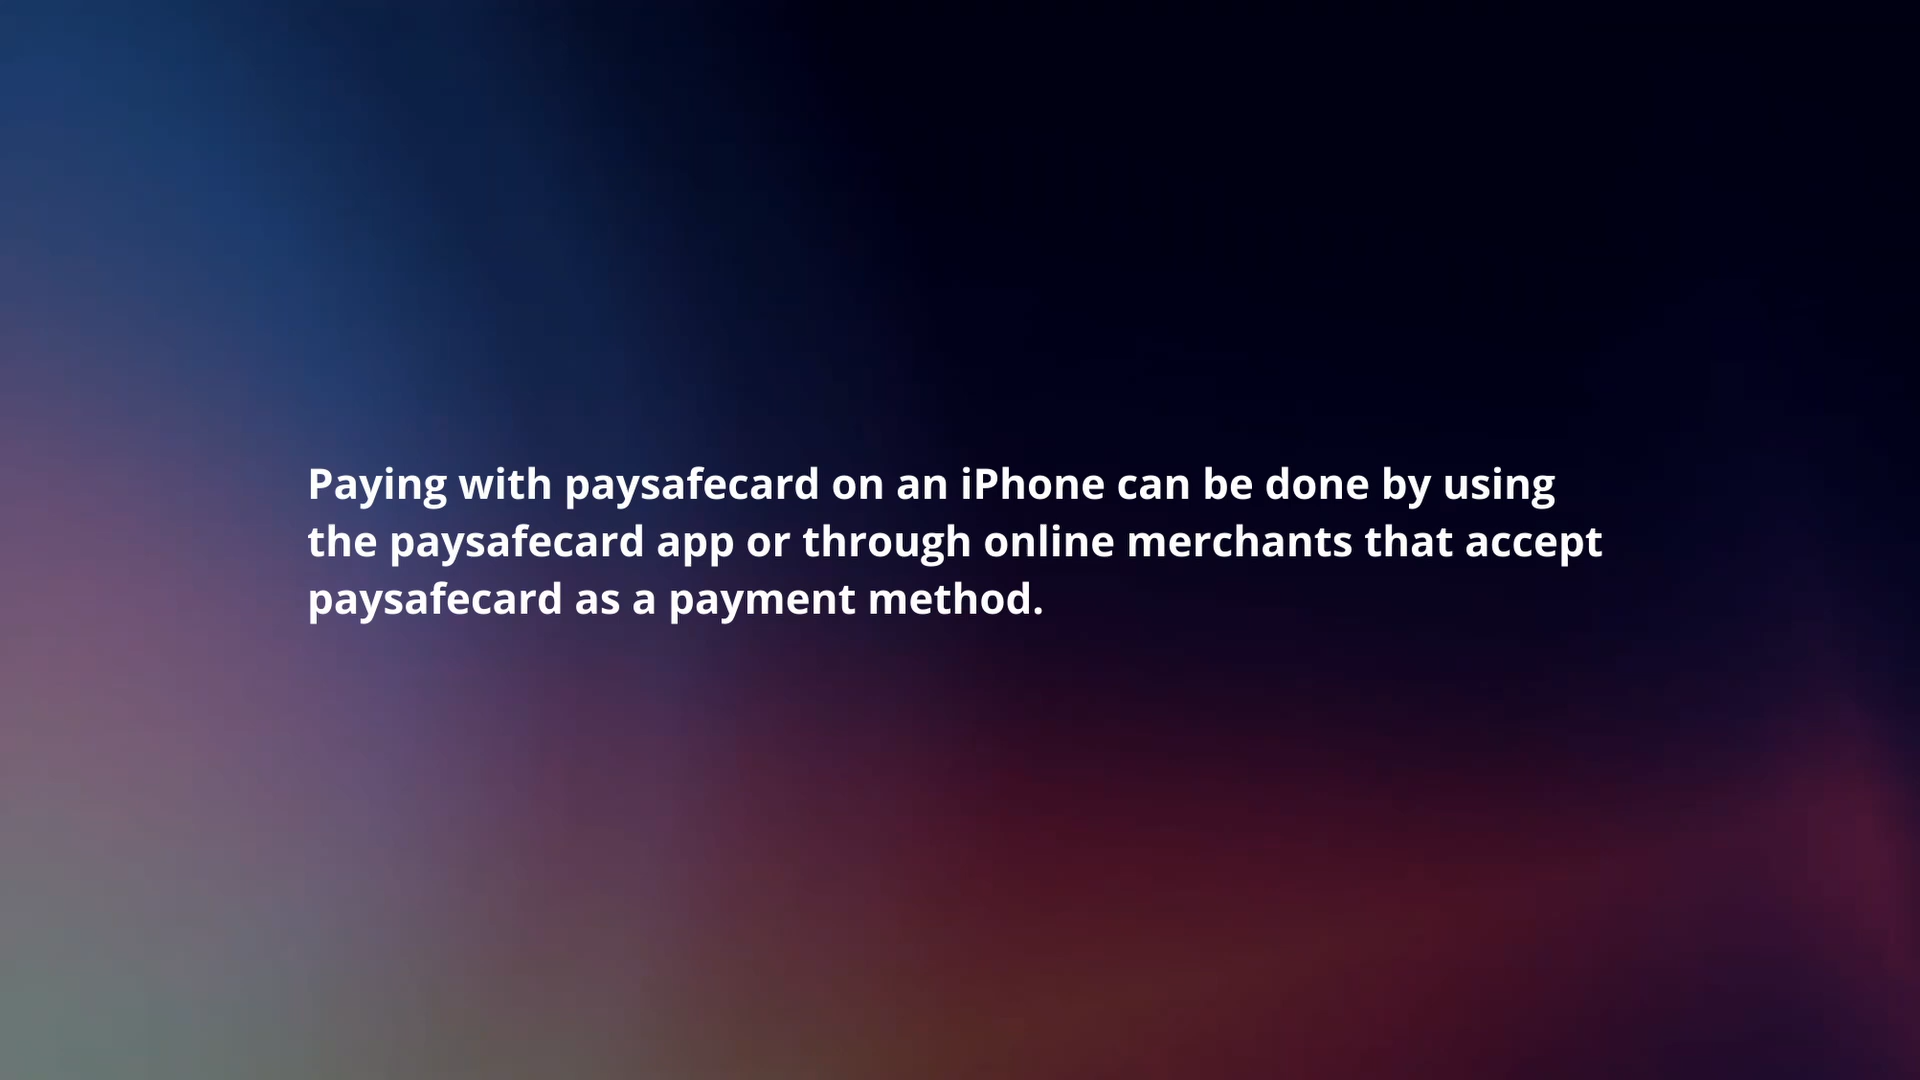 Paying with paysafecard on an iPhone can be done by using
the paysafecard app or through online merchants that accept
paysafecard as a payment method.